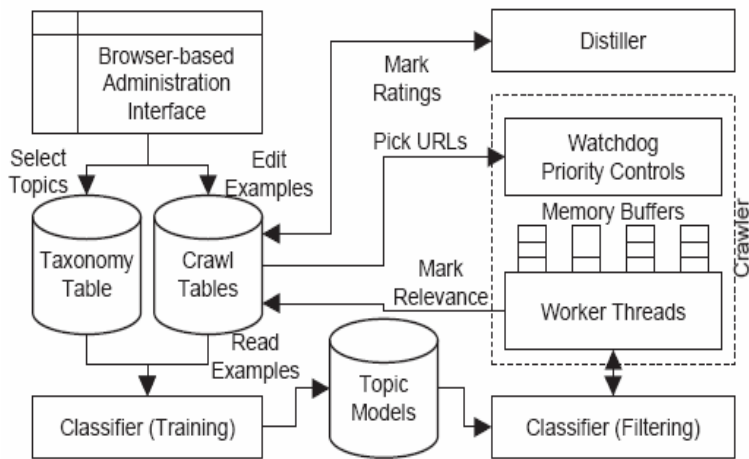 Browser-based
Administration
Interface
Distiller
Mark
Ratings
Select
Topics
Edit
Examples
Pick URLs
Watchdog
Priority Controls
Memory Buffers
Crawler
Taxonomy
Table
Crawl
Tables
Mark
Relevance
Worker Threads
Read
Examples
Topic
Models
Classifier (Training)
Classifier (Filtering)